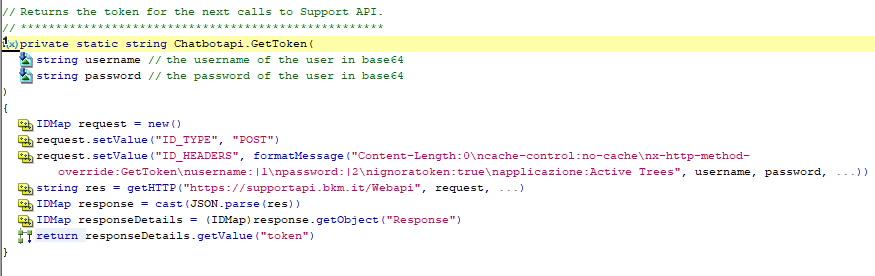 // Returns the token for the next calls to Support API.
// ****************************************************
private static string Chatbotapi.GetToken(
string username // the username of the user in base64
string password // the password of the user in base64
)
{
IDMap request = new()
request.setValue("ID_TYPE", "POST")
request.setValue("ID_HEADERS", formatMessage("Content-Length:0\ncache-control:no-cache\nx-http-method-
override:GetToken\nusername:|1\npassword:|2\nignoratoken:true\napplicazione:Active Trees", username, password, ...))
string res = getHTTP("https://supportapi.bkm.it/Webapi", request, ...)
IDMap response = cast(JSON.parse(res))
IDMap responseDetails = (IDMap)response.getObject("Response")
return responseDetails.getValue("token")
}